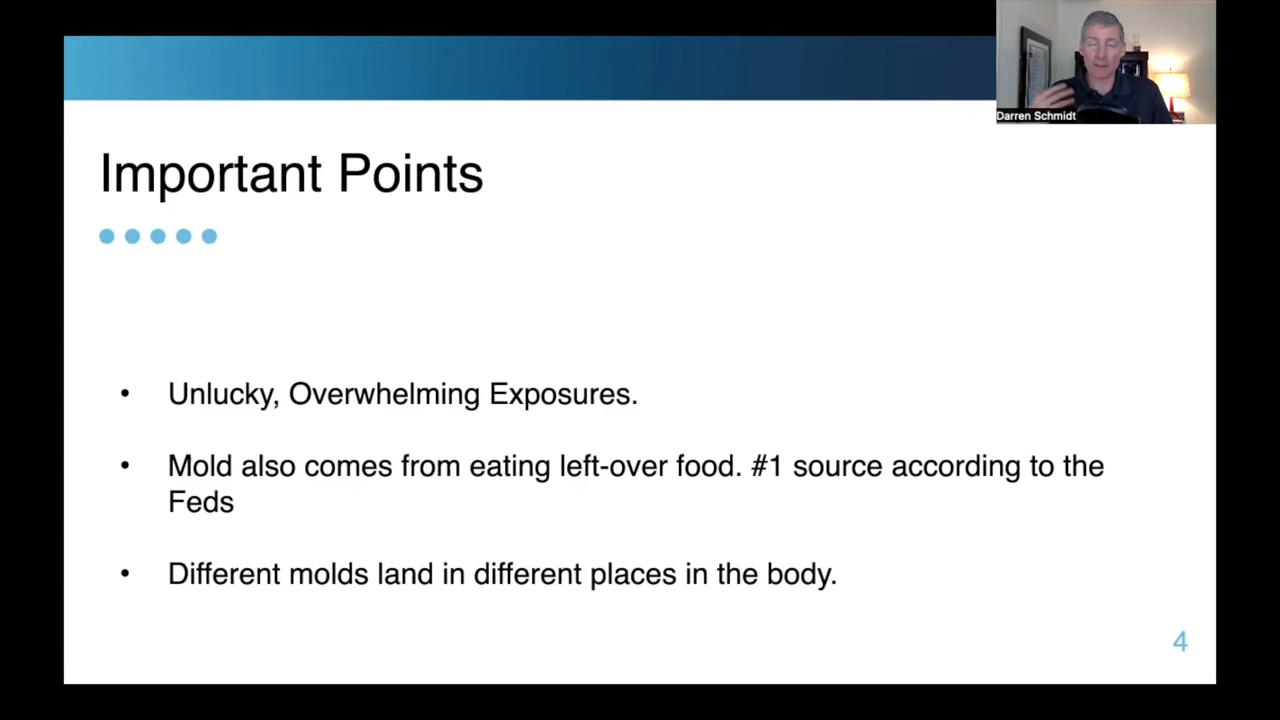 Darren Schmidt
Important Points
• Unlucky, Overwhelming Exposures.
• Mold also comes from eating left-over food. #1 source according to the
Feds
• Different molds land in different places in the body.
4